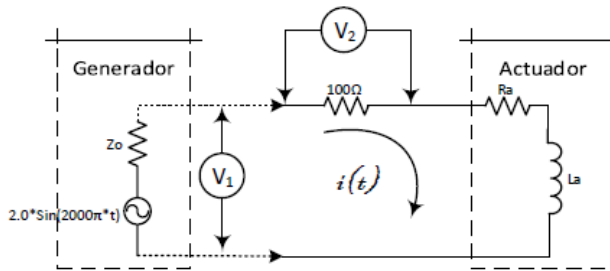 V2
Generador
Actuador
100Ω
Ra
Zo
V1
i(t)
La
2.0*Sin(2000π*t)